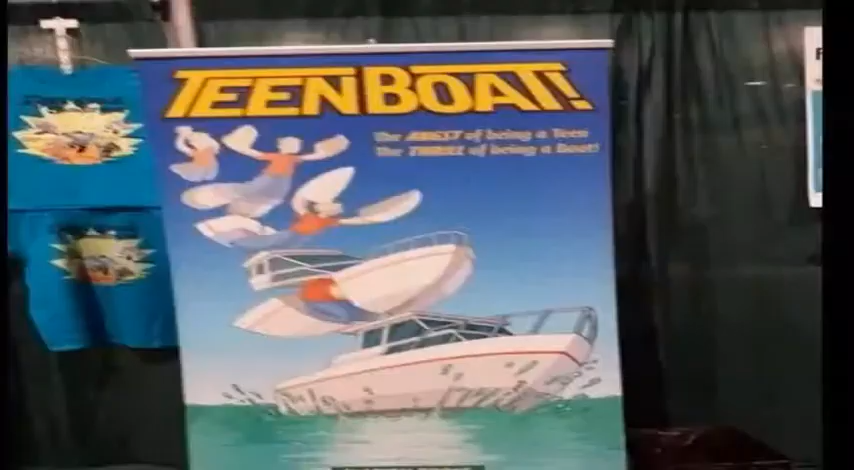 TEENBOAT!
The ANGST of being a Teen
The THRILL of being a Boat!